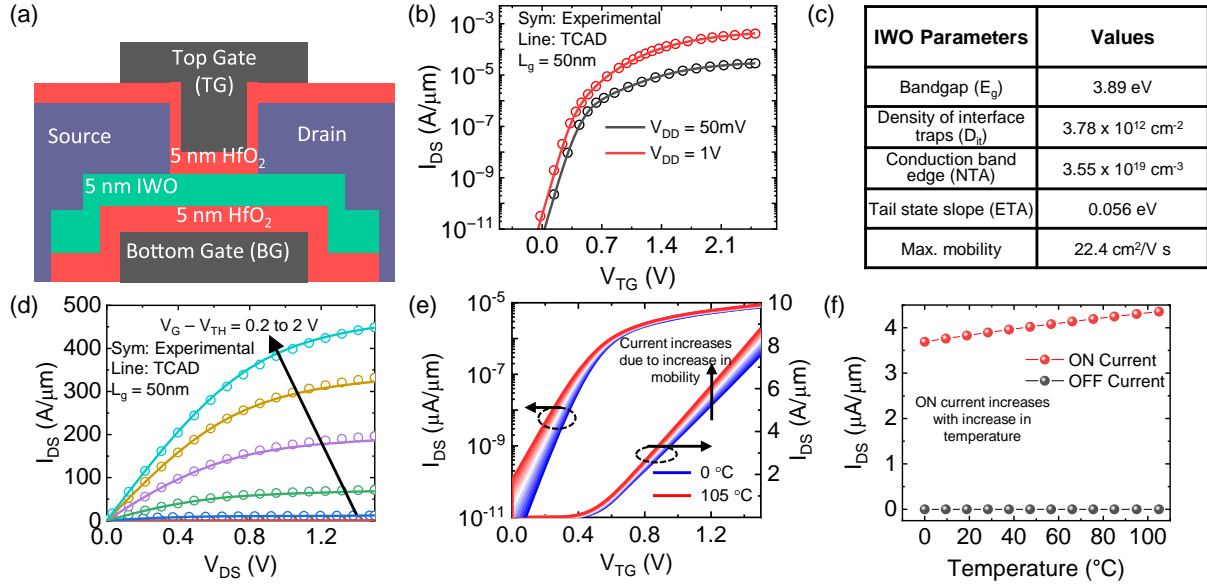 (a)
Top Gate
(TG)
Source
Drain
5 nm HfO2
5 nm IWO
5 nm HfO2
Bottom Gate (BG)
(b)
10-3
10-5
10-7
10-9
10-11
IDS (A/μm)
Sym: Experimental
Line: TCAD
Lg = 50nm
VDD = 50mV
VDD = 1V
0.0 0.7 1.4 2.1
VTG (V)
(c)
IWO Parameters Values
Bandgap (Eg) 3.89 eV
Density of interface
traps (Dit) 3.78 x 10^12 cm-2
Conduction band
edge (NTA) 3.55 x 10^19 cm-3
Tail state slope (ETA) 0.056 eV
Max. mobility 22.4 cm2/V s
(d)
500
400
300
200
100
0
IDS (A/μm)
VG – VTH = 0.2 to 2 V
Sym: Experimental
Line: TCAD
Lg = 50nm
0.0 0.4 0.8 1.2
VDS (V)
(e)
10-5
10-7
10-9
10-11
IDS (μA/μm)
Current increases
due to increase in
mobility
0 °C
105 °C
10
8
6
4
2
IDS (A/μm)
0.0 0.4 0.8 1.2
VTG (V)
(f)
6
4
2
0
IDS (μA/μm)
ON Current
OFF Current
ON current increases
with increase in
temperature
0 20 40 60 80 100
Temperature (°C)